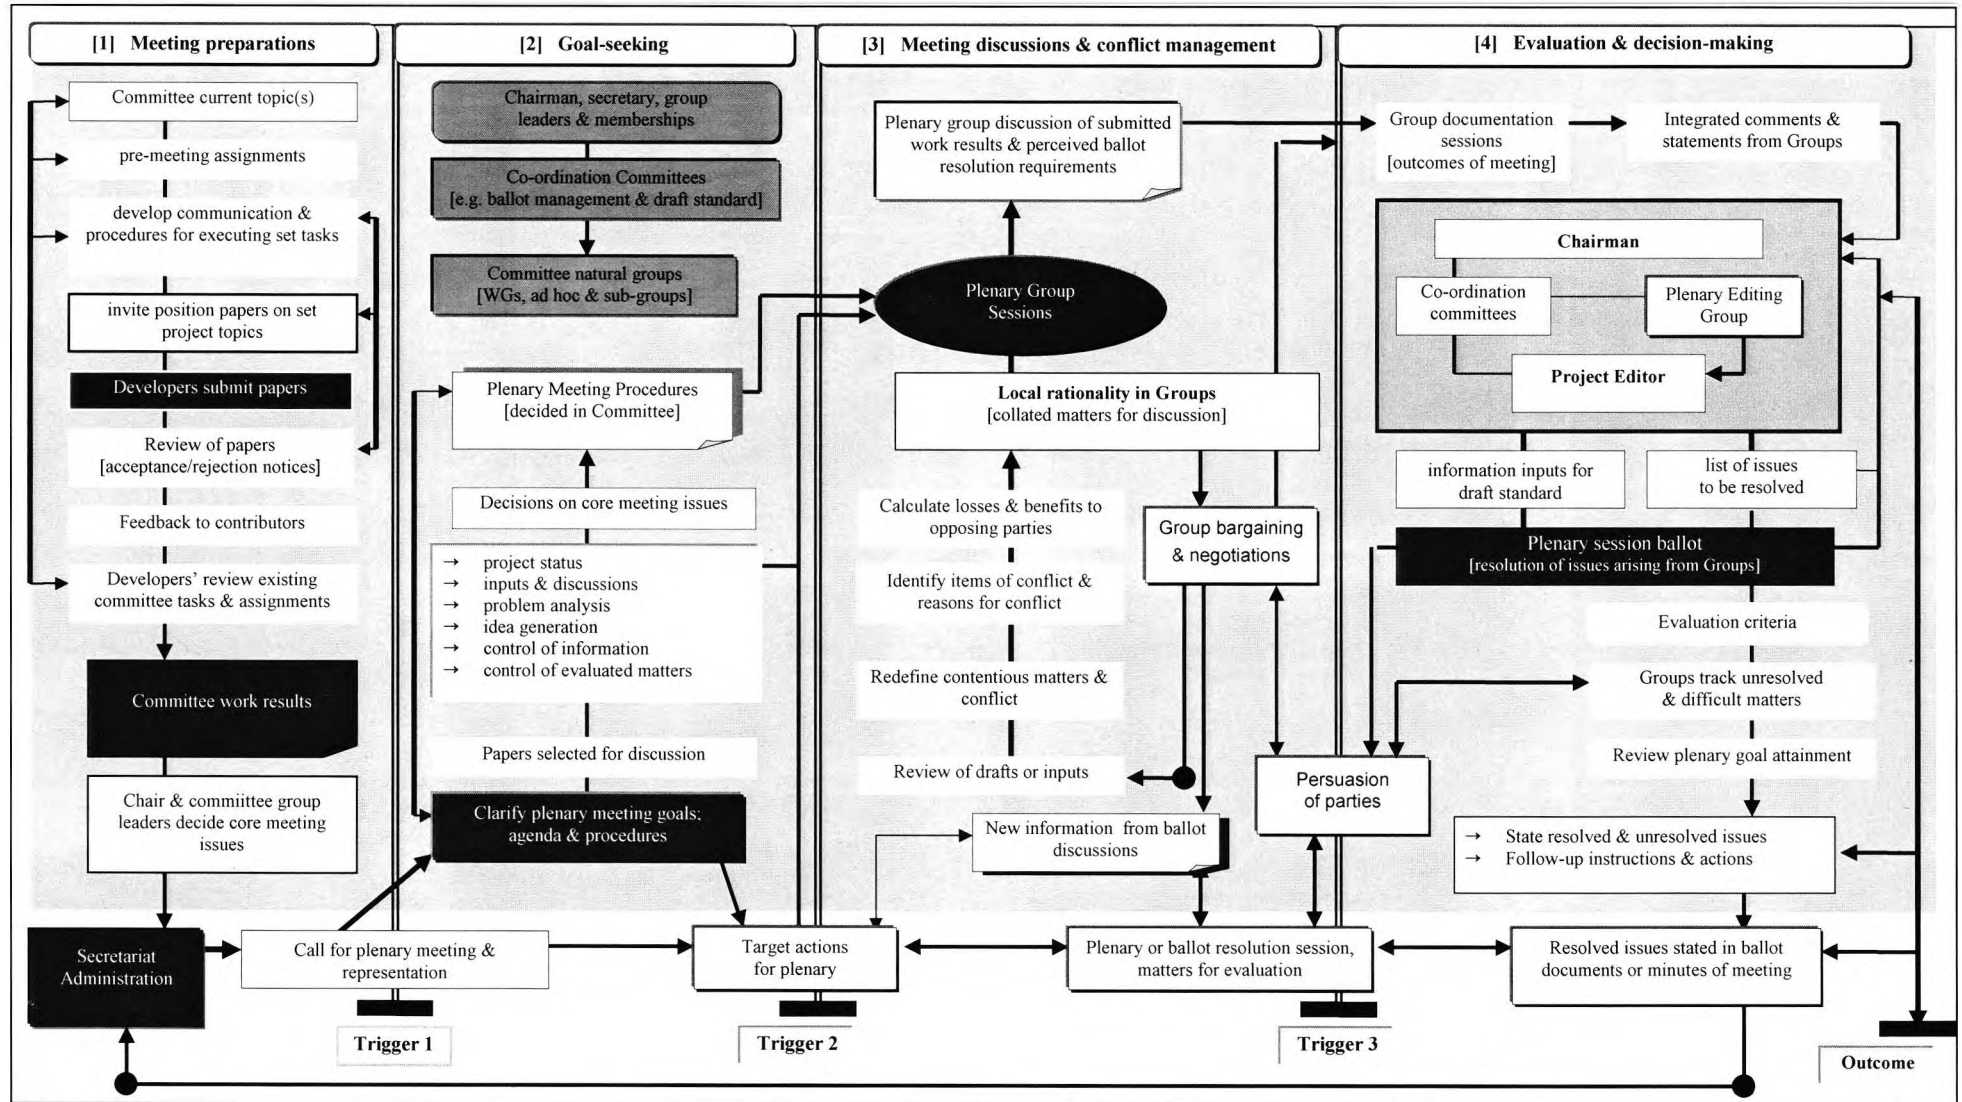 [1] Meeting preparations
Committee current topic(s)
pre-meeting assignments
develop communication &
procedures for executing set tasks
invite position papers on set
project topics
Developers submit papers
Review of papers
[acceptance/rejection notices]
Feedback to contributors
Developers' review existing
committee tasks & assignments
Committee work results
Chair & commiittee group
leaders decide core meeting
issues
Secretariat
Administration
[2] Goal-seeking
Chairman, secretary, group
leaders & memberships
Co-ordination Committees
[e.g. ballot management & draft standard]
Committee natural groups
[WGs, ad hoc & sub-groups]
Plenary Meeting Procedures
[decided in Committee]
Decisions on core meeting issues
→ project status
→ inputs & discussions
→ problem analysis
→ idea generation
→ control of information
→ control of evaluated matters
Papers selected for discussion
Clarify plenary meeting goals;
agenda & procedures
Call for plenary meeting &
representation
Target actions
for plenary
[3] Meeting discussions & conflict management
Plenary group discussion of submitted
work results & perceived ballot
resolution requirements
Plenary Group
Sessions
Local rationality in Groups
[collated matters for discussion]
Calculate losses & benefits to
opposing parties
Group bargaining
& negotiations
Identify items of conflict &
reasons for conflict
Redefine contentious matters &
conflict
Review of drafts or inputs
Persuasion
of parties
New information from ballot
discussions
Plenary or ballot resolution session,
matters for evaluation
[4] Evaluation & decision-making
Group documentation
sessions
[outcomes of meeting]
Integrated comments &
statements from Groups
Chairman
Co-ordination
committees
Plenary Editing
Group
Project Editor
information inputs for
draft standard
list of issues
to be resolved
Plenary session ballot
[resolution of issues arising from Groups]
Evaluation criteria
Groups track unresolved
& difficult matters
Review plenary goal attainment
→ State resolved & unresolved issues
→ Follow-up instructions & actions
Resolved issues stated in ballot
documents or minutes of meeting
Trigger 1
Trigger 2
Trigger 3
Outcome